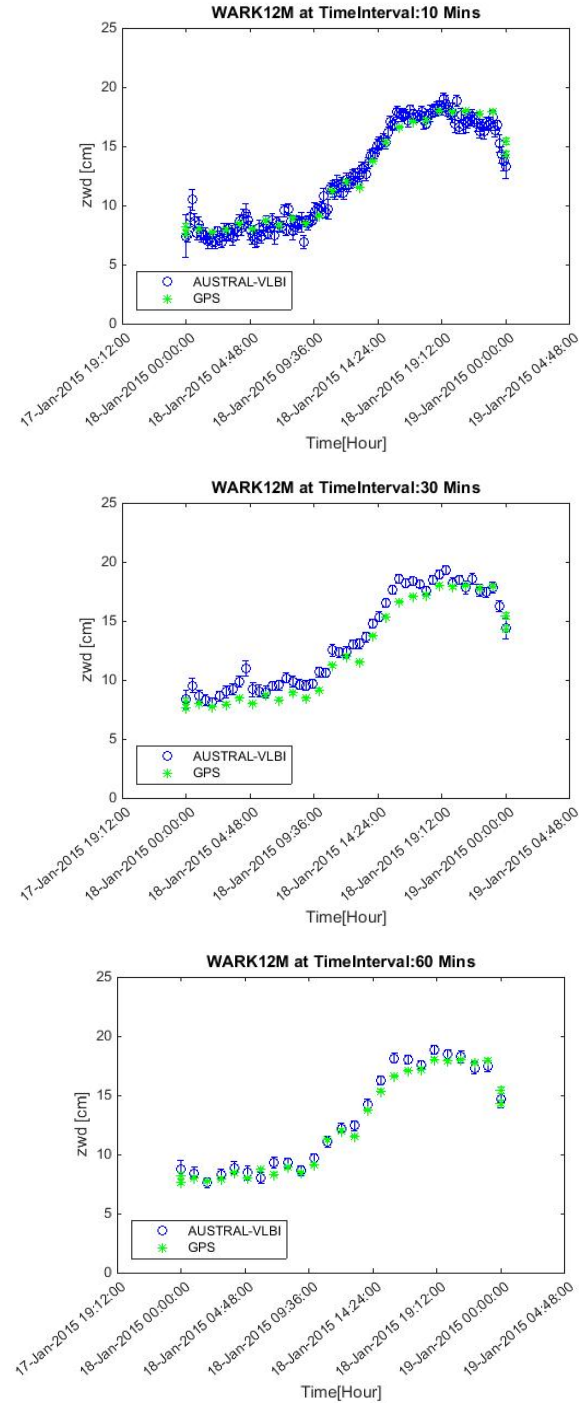 WARK12M at TimeInterval:10 Mins
25
20
15
10
5
0
zwd [cm]
AUSTRAL-VLBI
GPS
17-Jan-2015 19:12:00
18-Jan-2015 00:00:00
18-Jan-2015 04:48:00
18-Jan-2015 09:36:00
18-Jan-2015 14:24:00
18-Jan-2015 19:12:00
19-Jan-2015 00:00:00
19-Jan-2015 04:48:00
Time[Hour]
WARK12M at TimeInterval:30 Mins
25
20
15
10
5
0
zwd [cm]
AUSTRAL-VLBI
GPS
17-Jan-2015 19:12:00
18-Jan-2015 00:00:00
18-Jan-2015 04:48:00
18-Jan-2015 09:36:00
18-Jan-2015 14:24:00
18-Jan-2015 19:12:00
19-Jan-2015 00:00:00
19-Jan-2015 04:48:00
Time[Hour]
WARK12M at TimeInterval:60 Mins
25
20
15
10
5
0
zwd [cm]
AUSTRAL-VLBI
GPS
17-Jan-2015 19:12:00
18-Jan-2015 00:00:00
18-Jan-2015 04:48:00
18-Jan-2015 09:36:00
18-Jan-2015 14:24:00
18-Jan-2015 19:12:00
19-Jan-2015 00:00:00
19-Jan-2015 04:48:00
Time[Hour]